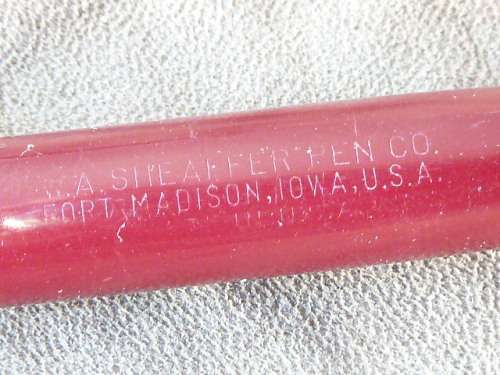 W.A. SHEAFFER PEN CO.
FORT MADISON, IOWA, U.S.A.